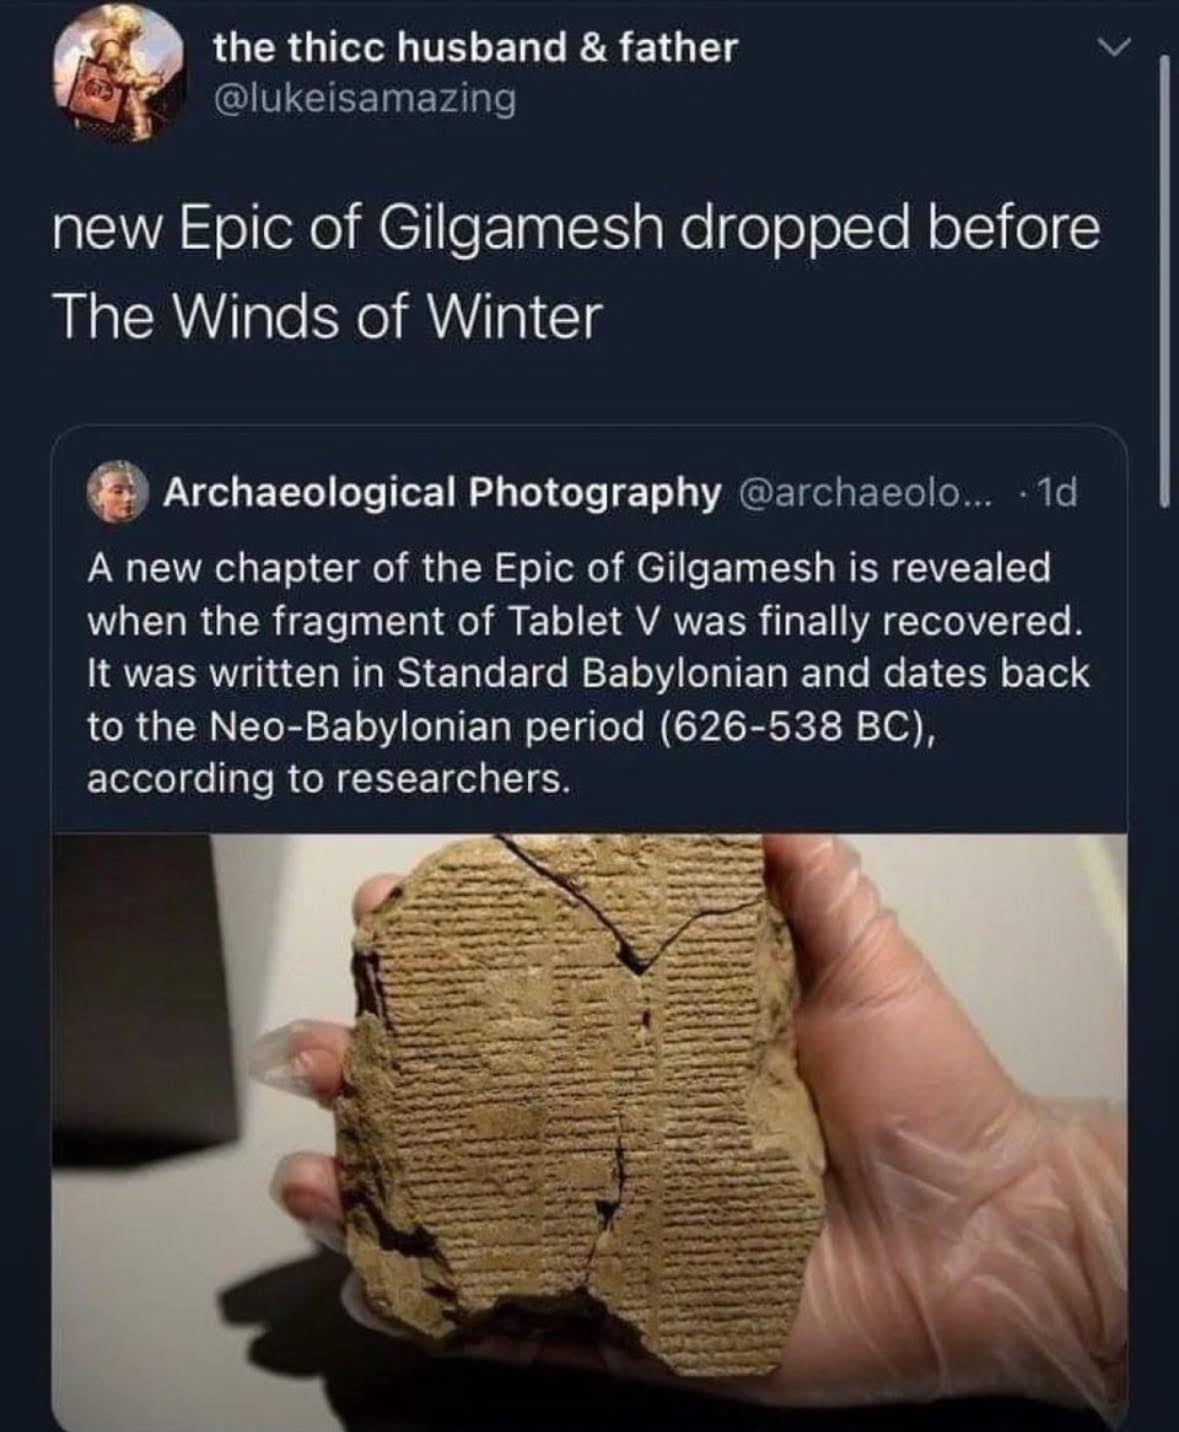 the thicc husband & father
@lukeisamazing
new Epic of Gilgamesh dropped before
The Winds of Winter
Archaeological Photography @archaeolo... · 1d
A new chapter of the Epic of Gilgamesh is revealed
when the fragment of Tablet V was finally recovered.
It was written in Standard Babylonian and dates back
to the Neo-Babylonian period (626-538 BC),
according to researchers.